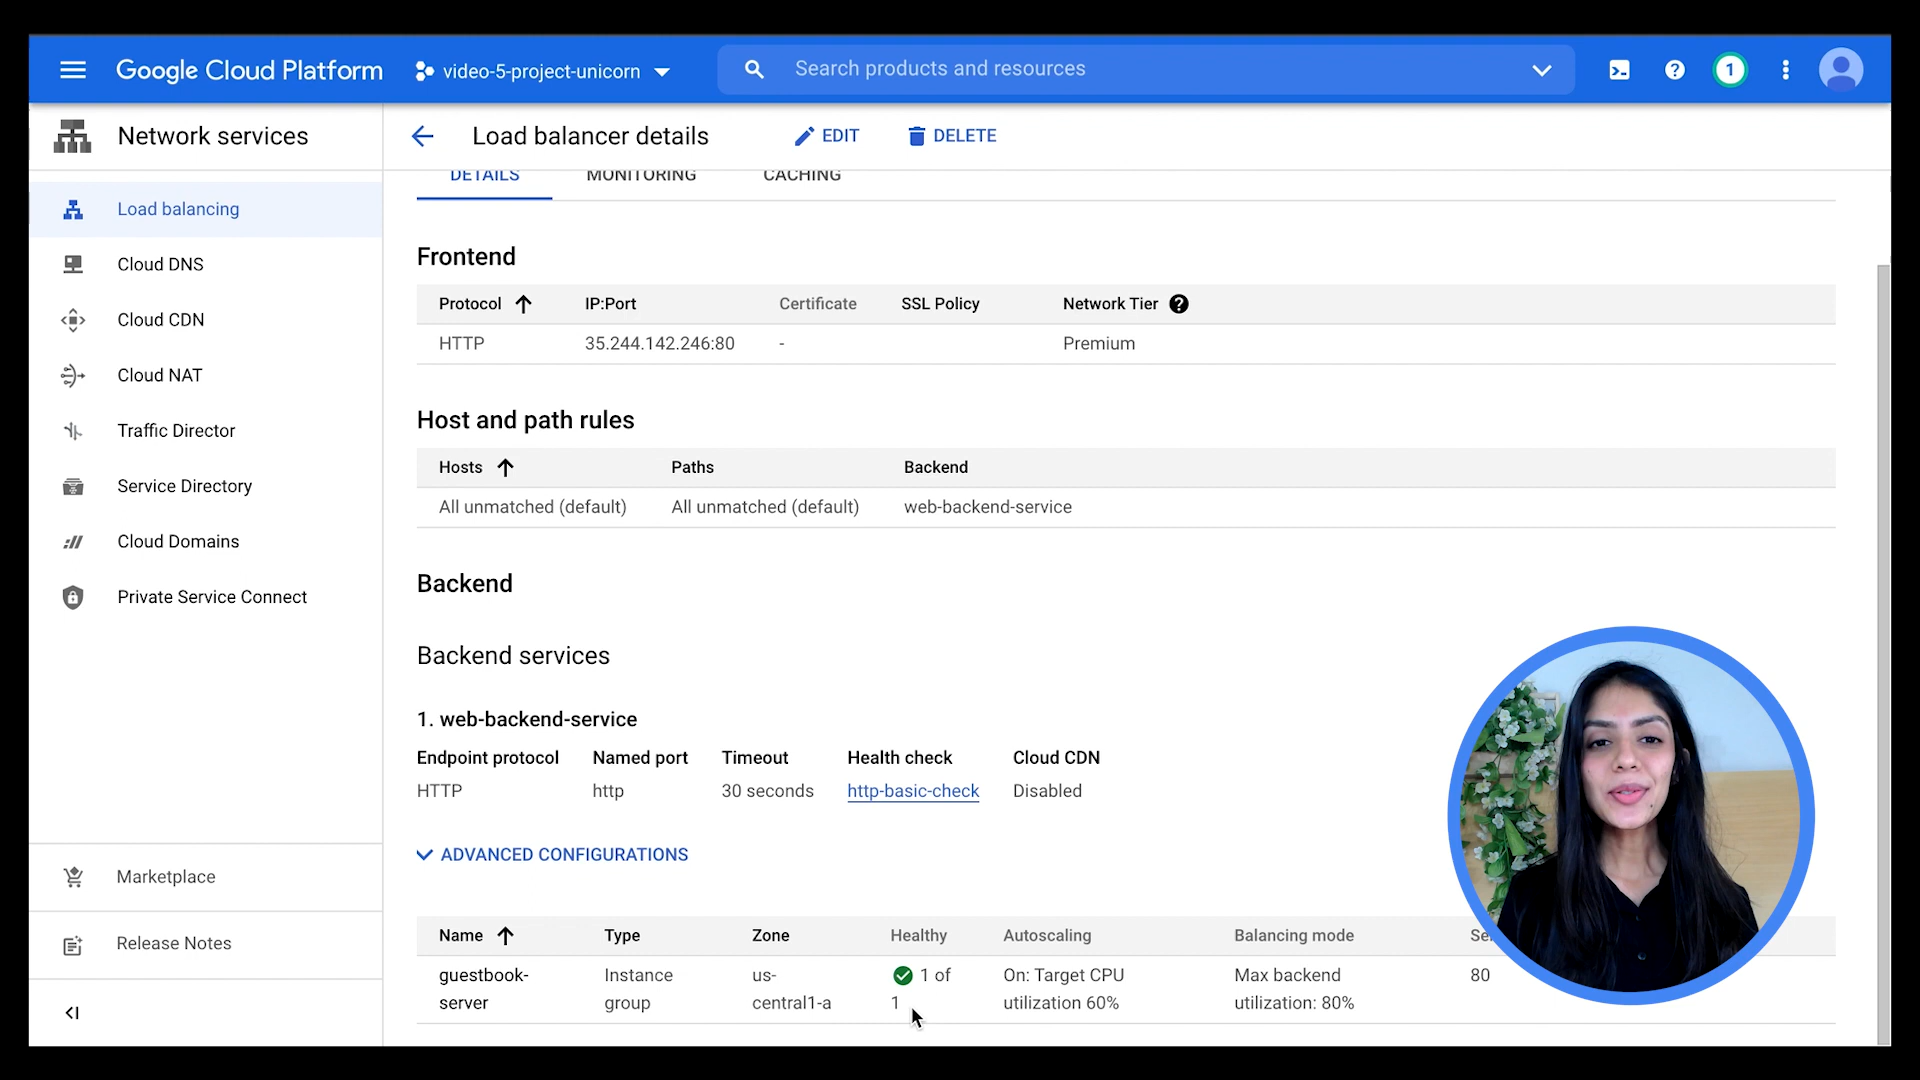 Google Cloud Platform
video-5-project-unicorn
Search products and resources
1
Network services
Load balancer details
EDIT
DELETE
Load balancing
Cloud DNS
Cloud CDN
Cloud NAT
Traffic Director
Service Directory
Cloud Domains
Private Service Connect
Marketplace
Release Notes
DETAILS MONITORING CACHING
Frontend
Protocol IP:Port Certificate SSL Policy Network Tier
HTTP 35.244.142.246:80 - Premium
Host and path rules
Hosts Paths Backend
All unmatched (default) All unmatched (default) web-backend-service
Backend
Backend services
1. web-backend-service
Endpoint protocol Named port Timeout Health check Cloud CDN
HTTP http 30 seconds http-basic-check Disabled
ADVANCED CONFIGURATIONS
Name Type Zone Healthy Autoscaling Balancing mode
guestbook- Instance us- 1 of On: Target CPU Max backend 80
server group central1-a 1 utilization 60% utilization: 80%